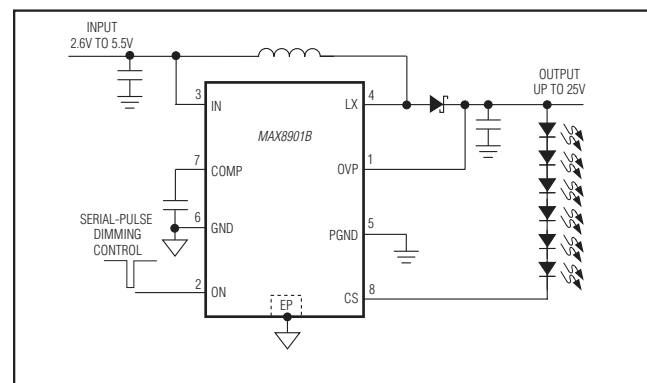 INPUT
2.6V TO 5.5V
OUTPUT
UP TO 25V
3
IN
LX
4
MAX8901B
7
COMP
OVP
1
SERIAL-PULSE
DIMMING
CONTROL
6
GND
PGND
5
2
ON
EP
CS
8